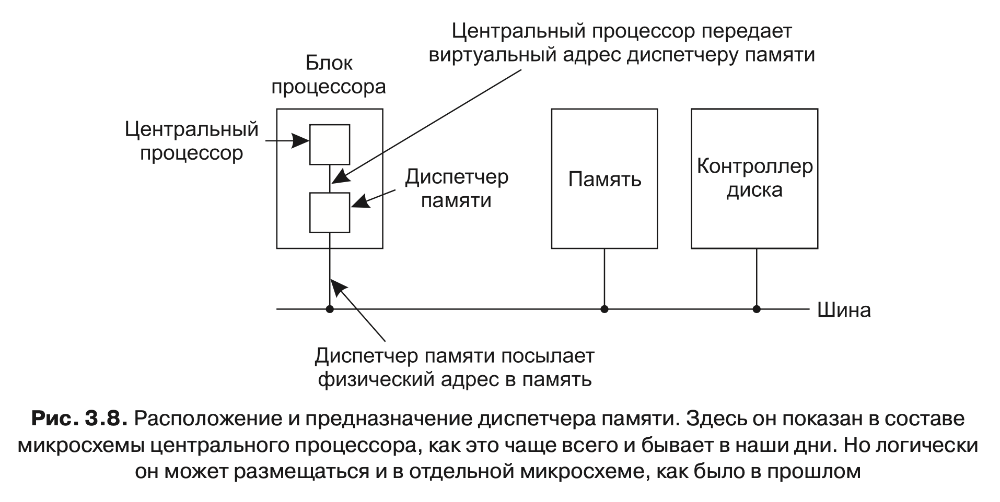 Центральный процессор передает
виртуальный адрес диспетчеру памяти
Блок
процессора
Центральный
процессор
Диспетчер
памяти
Память
Контроллер
диска
Шина
Диспетчер памяти посылает
физический адрес в память
Рис. 3.8. Расположение и предназначение диспетчера памяти. Здесь он показан в составе
микросхемы центрального процессора, как это чаще всего и бывает в наши дни. Но логически
он может размещаться и в отдельной микросхеме, как было в прошлом